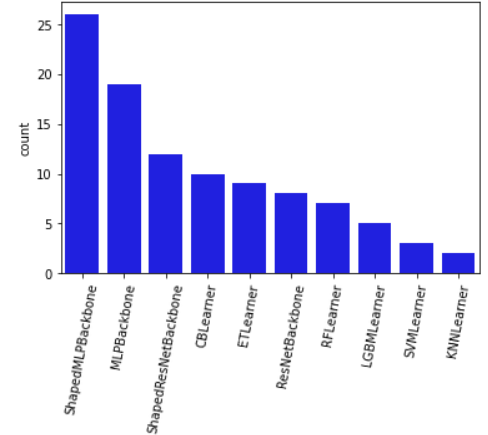 25
20
15
10
5
0
count
ShapedMLPBackbone
MLPBackbone
ShapedResNetBackbone
CBLearner
ETLearner
ResNetBackbone
RFLearner
LGBMLearner
SVMLearner
KNNLearner